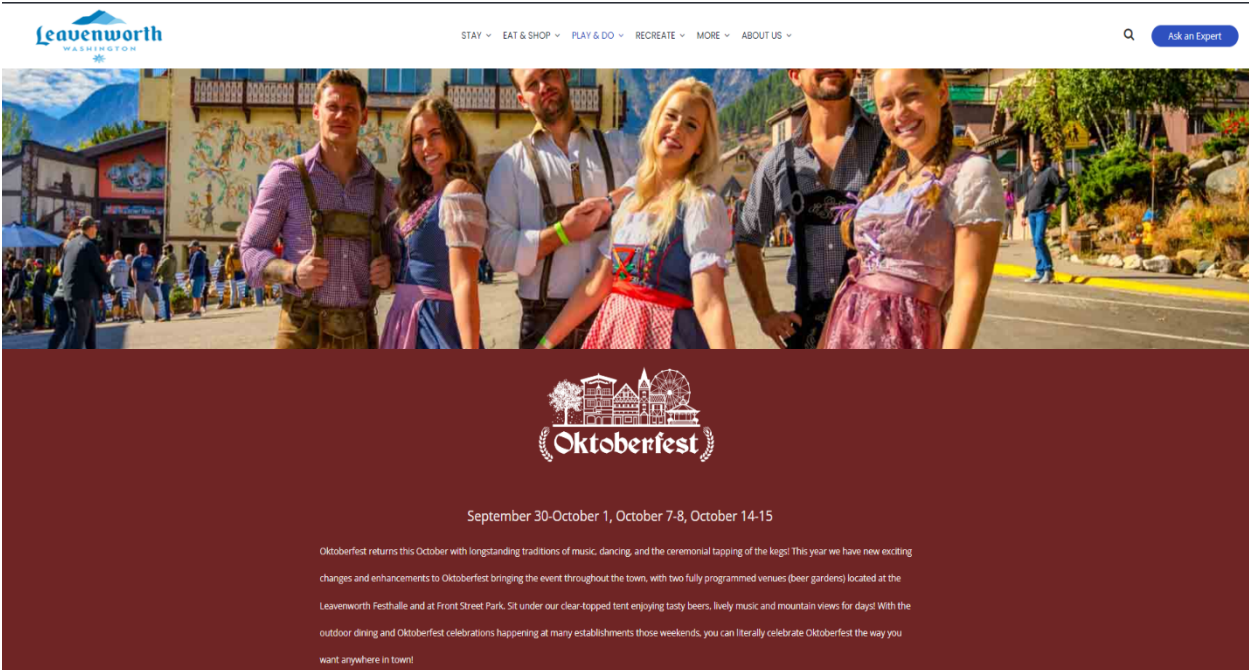 Leavenworth
WASHINGTON
STAY EAT & SHOP PLAY & DO RECREATE MORE ABOUT US
Ask an Expert
Oktoberfest
September 30-October 1, October 7-8, October 14-15
Oktoberfest returns this October with longstanding traditions of music, dancing, and the ceremonial tapping of the kegs! This year we have new exciting
changes and enhancements to Oktoberfest bringing the event throughout the town, with two fully programmed venues (beer gardens) located at the
Leavenworth Festhalle and at Front Street Park. Sit under our clear-topped tent enjoying tasty beers, lively music and mountain views for days! With the
outdoor dining and Oktoberfest celebrations happening at many establishments those weekends, you can literally celebrate Oktoberfest the way you
want anywhere in town!